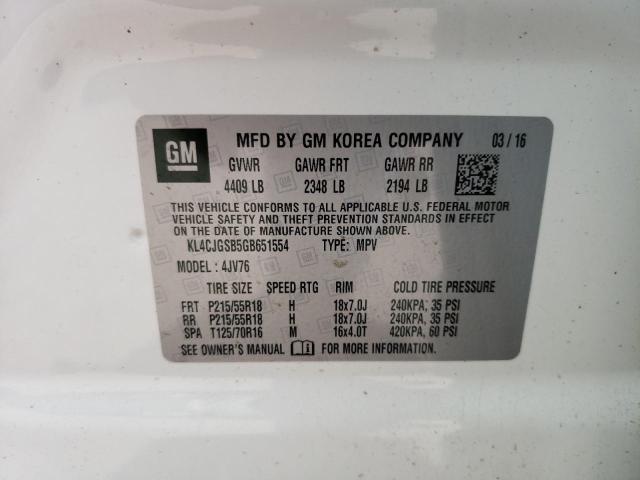 GM MFD BY GM KOREA COMPANY 03 / 16
GVWR GAWR FRT GAWR RR
4409 LB 2348 LB 2194 LB
THIS VEHICLE CONFORMS TO ALL APPLICABLE U.S. FEDERAL MOTOR
VEHICLE SAFETY AND THEFT PREVENTION STANDARDS IN EFFECT
ON THE DATE OF MANUFACTURE SHOWN ABOVE.
KL4CJGSB5GB651554 TYPE: MPV
MODEL : 4JV76
TIRE SIZE SPEED RTG RIM COLD TIRE PRESSURE
FRT P215/55R18 H 18x7.0J 240KPA, 35 PSI
RR P215/55R18 H 18x7.0J 240KPA, 35 PSI
SPA T125/70R16 M 16x4.0T 420KPA, 60 PSI
SEE OWNER'S MANUAL FOR MORE INFORMATION.